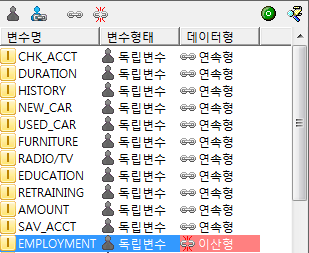 변수명 변수형태 데이터형
CHK_ACCT 독립변수 연속형
DURATION 독립변수 연속형
HISTORY 독립변수 연속형
NEW_CAR 독립변수 연속형
USED_CAR 독립변수 연속형
FURNITURE 독립변수 연속형
RADIO/TV 독립변수 연속형
EDUCATION 독립변수 연속형
RETRAINING 독립변수 연속형
AMOUNT 독립변수 연속형
SAV_ACCT 독립변수 연속형
EMPLOYMENT 독립변수 이산형